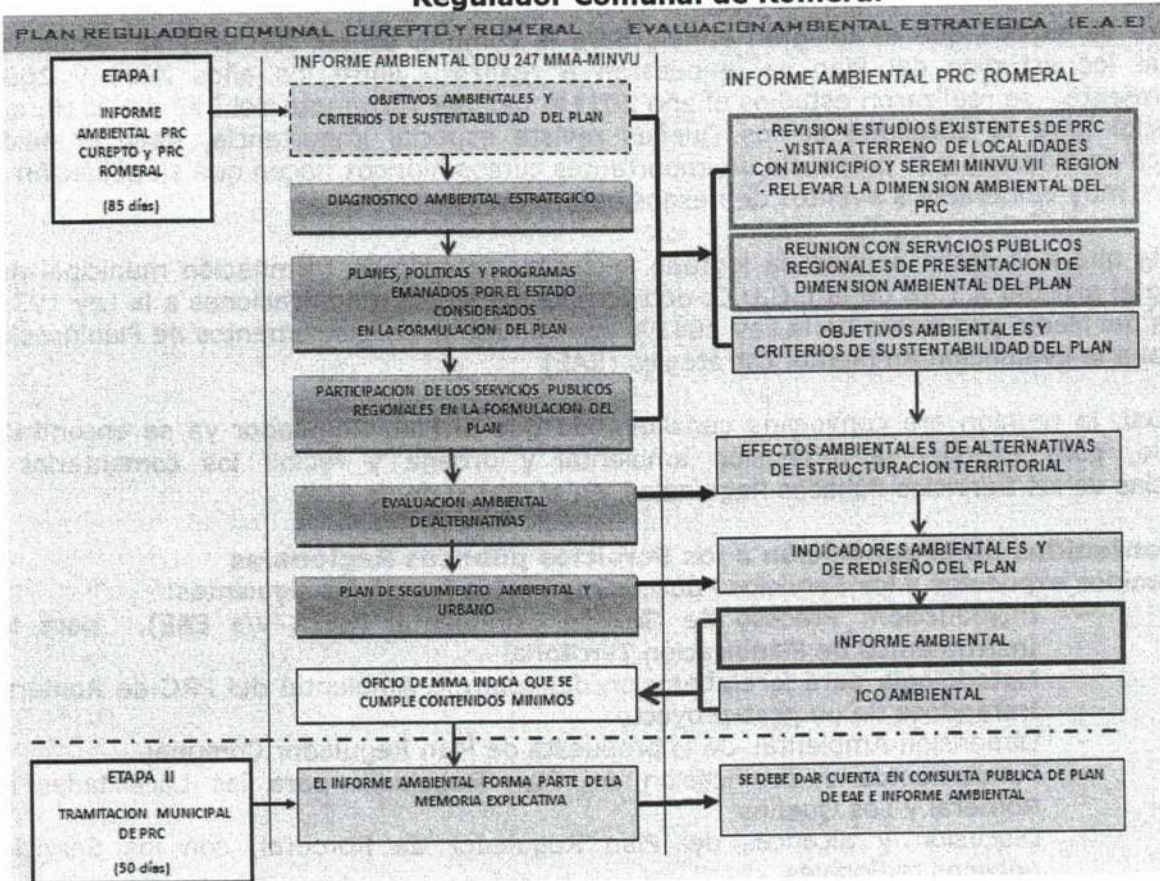 Regulador Comunal de Romeral
PLAN REGULADOR COMUNAL CUREPTO Y ROMERAL EVALUACION AMBIENTAL ESTRATEGICA (E.A.E)
ETAPA I
INFORME
AMBIENTAL PRC
CUREPTO y PRC
ROMERAL
(85 días)
INFORME AMBIENTAL DDU 247 MMA-MINVU
OBJETIVOS AMBIENTALES Y
CRITERIOS DE SUSTENTABILIDAD DEL PLAN
DIAGNOSTICO AMBIENTAL ESTRATEGICO
PLANES, POLITICAS Y PROGRAMAS
EMANADOS POR EL ESTADO
CONSIDERADOS
EN LA FORMULACION DEL PLAN
PARTICIPACION DE LOS SERVICIOS PUBLICOS
REGIONALES EN LA FORMULACION DEL
PLAN
EVALUACION AMBIENTAL
DE ALTERNATIVAS
PLAN DE SEGUIMIENTO AMBIENTAL Y
URBANO
OFICIO DE MMA INDICA QUE SE
CUMPLE CONTENIDOS MINIMOS
INFORME AMBIENTAL PRC ROMERAL
- REVISION ESTUDIOS EXISTENTES DE PRC
- VISITA A TERRENO DE LOCALIDADES
CON MUNICIPIO Y SEREMI MINVU VII REGION
- RELEVAR LA DIMENSION AMBIENTAL DEL
PRC
REUNION CON SERVICIOS PUBLICOS
REGIONALES DE PRESENTACION DE
DIMENSION AMBIENTAL DEL PLAN
OBJETIVOS AMBIENTALES Y
CRITERIOS DE SUSTENTABILIDAD DEL PLAN
EFECTOS AMBIENTALES DE ALTERNATIVAS
DE ESTRUCTURACION TERRITORIAL
INDICADORES AMBIENTALES Y
DE REDISEÑO DEL PLAN
INFORME AMBIENTAL
ICO AMBIENTAL
ETAPA II
TRAMITACION MUNICIPAL
DE PRC
(50 días)
EL INFORME AMBIENTAL FORMA PARTE DE LA
MEMORIA EXPLICATIVA
SE DEBE DAR CUENTA EN CONSULTA PUBLICA DE PLAN
DE EAE E INFORME AMBIENTAL